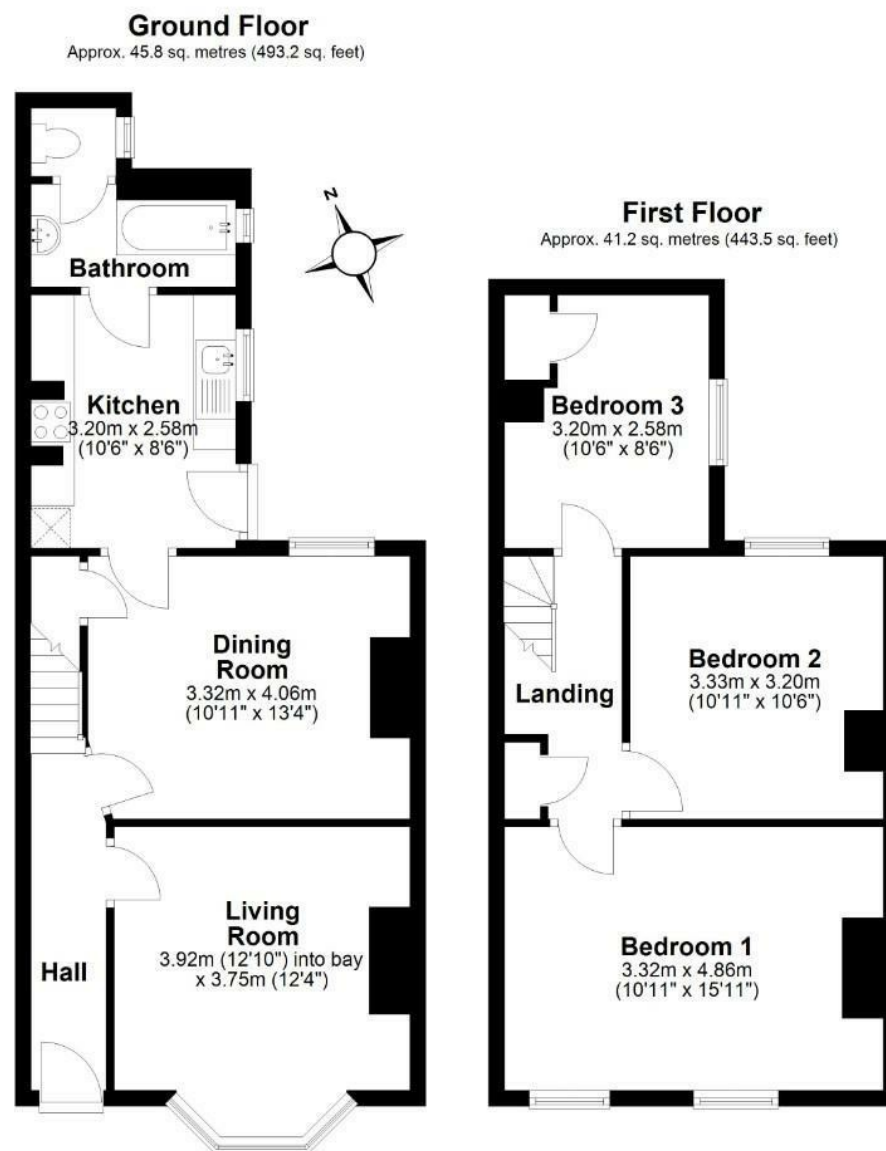 Ground Floor
Approx. 45.8 sq. metres (493.2 sq. feet)
Bathroom
Kitchen
3.20m x 2.58m
(10'6" x 8'6")
Dining
Room
3.32m x 4.06m
(10'11" x 13'4")
Living
Room
3.92m (12'10") into bay
x 3.75m (12'4")
Hall
N
First Floor
Approx. 41.2 sq. metres (443.5 sq. feet)
Bedroom 3
3.20m x 2.58m
(10'6" x 8'6")
Bedroom 2
3.33m x 3.20m
(10'11" x 10'6")
Landing
Bedroom 1
3.32m x 4.86m
(10'11" x 15'11")